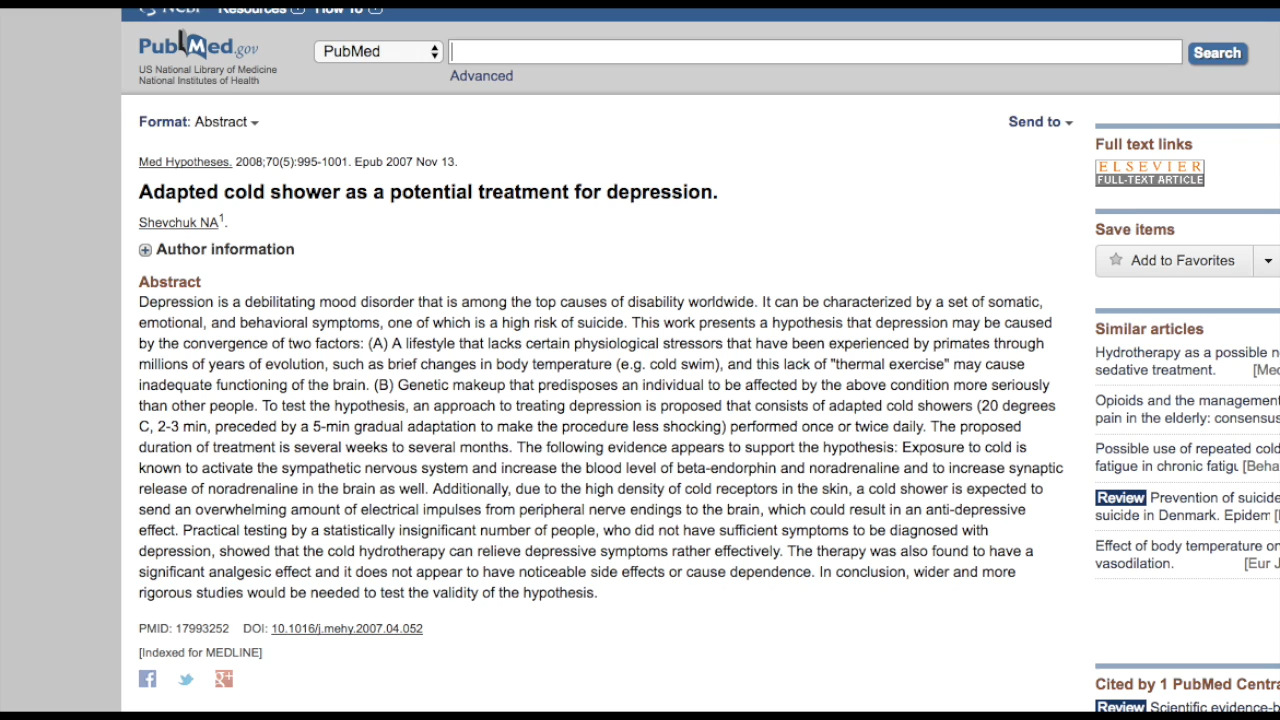 NCBI Resources How To
PubMed.gov
US National Library of Medicine
National Institutes of Health
PubMed
Search
Advanced
Format: Abstract
Send to
Med Hypotheses. 2008;70(5):995-1001. Epub 2007 Nov 13.
Adapted cold shower as a potential treatment for depression.
Shevchuk NA1.
Author information
Abstract
Depression is a debilitating mood disorder that is among the top causes of disability worldwide. It can be characterized by a set of somatic,
emotional, and behavioral symptoms, one of which is a high risk of suicide. This work presents a hypothesis that depression may be caused
by the convergence of two factors: (A) A lifestyle that lacks certain physiological stressors that have been experienced by primates through
millions of years of evolution, such as brief changes in body temperature (e.g. cold swim), and this lack of "thermal exercise" may cause
inadequate functioning of the brain. (B) Genetic makeup that predisposes an individual to be affected by the above condition more seriously
than other people. To test the hypothesis, an approach to treating depression is proposed that consists of adapted cold showers (20 degrees
C, 2-3 min, preceded by a 5-min gradual adaptation to make the procedure less shocking) performed once or twice daily. The proposed
duration of treatment is several weeks to several months. The following evidence appears to support the hypothesis: Exposure to cold is
known to activate the sympathetic nervous system and increase the blood level of beta-endorphin and noradrenaline and to increase synaptic
release of noradrenaline in the brain as well. Additionally, due to the high density of cold receptors in the skin, a cold shower is expected to
send an overwhelming amount of electrical impulses from peripheral nerve endings to the brain, which could result in an anti-depressive
effect. Practical testing by a statistically insignificant number of people, who did not have sufficient symptoms to be diagnosed with
depression, showed that the cold hydrotherapy can relieve depressive symptoms rather effectively. The therapy was also found to have a
significant analgesic effect and it does not appear to have noticeable side effects or cause dependence. In conclusion, wider and more
rigorous studies would be needed to test the validity of the hypothesis.
PMID: 17993252 DOI: 10.1016/j.mehy.2007.04.052
[Indexed for MEDLINE]
Full text links
ELSEVIER
FULL-TEXT ARTICLE
Save items
Add to Favorites
Similar articles
Hydrotherapy as a possible
sedative treatment.
Opioids and the management
pain in the elderly: consensus
Possible use of repeated cold
fatigue in chronic
Review Prevention of suicide
suicide in Denmark.
Effect of body temperature on
vasodilation. [Eur J
Cited by 1 PubMed Central
Review Scientific